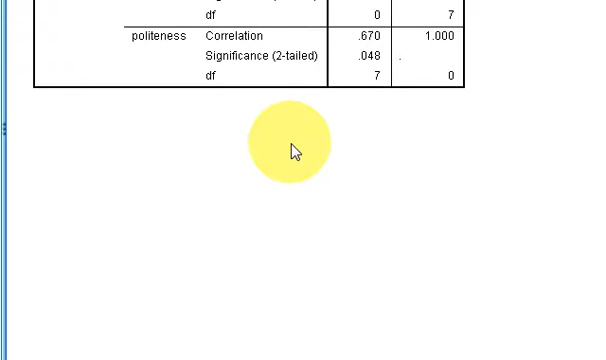 df 0 7
politeness Correlation .670 1.000
Significance (2-tailed) .048 .
df 7 0